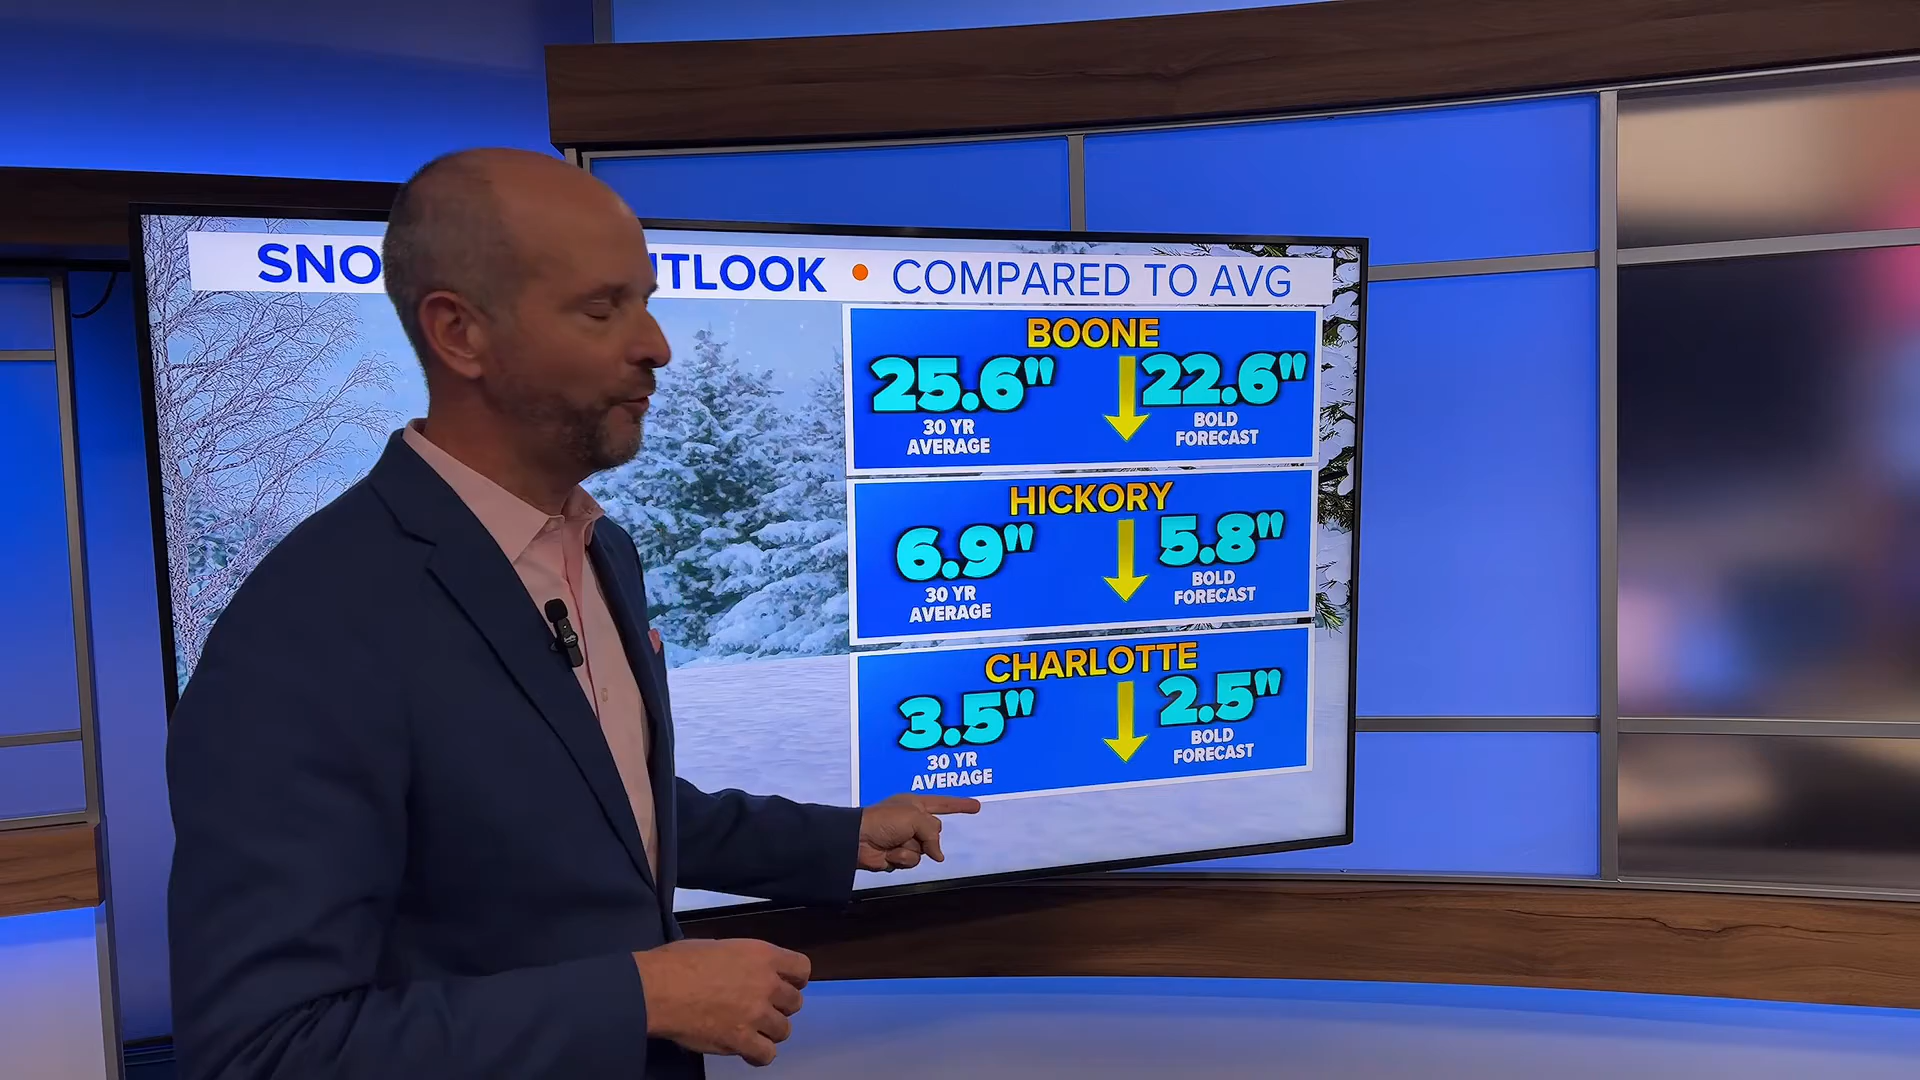 SNO UTLOOK • COMPARED TO AVG
BOONE
25.6" 22.6"
30 YR AVERAGE
BOLD FORECAST
HICKORY
6.9" 5.8"
30 YR AVERAGE
BOLD FORECAST
CHARLOTTE
3.5" 2.5"
30 YR AVERAGE
BOLD FORECAST